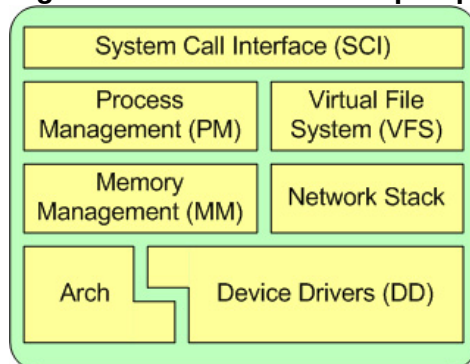 System Call Interface (SCI)
Process
Management (PM)
Virtual File
System (VFS)
Memory
Management (MM)
Network Stack
Arch
Device Drivers (DD)